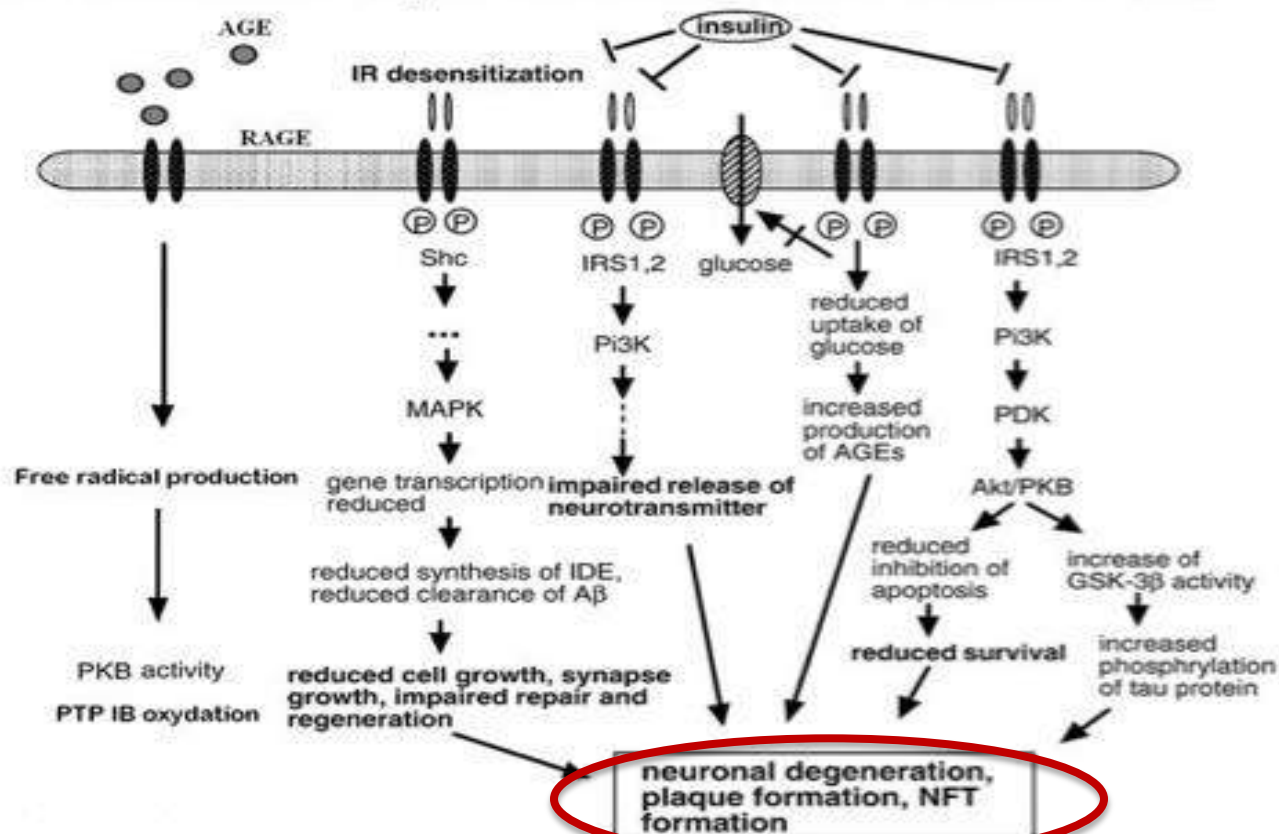 AGE
insulin
IR desensitization
RAGE
P P
P P
P P
P P
Shc
IRS1,2
glucose
IRS1,2
...
reduced
uptake of
glucose
Pi3K
Pi3K
MAPK
increased
production
of AGEs
PDK
Free radical production
gene transcription
reduced
impaired release of
neurotransmitter
Akt/PKB
reduced
inhibition of
apoptosis
increase of
GSK-3β activity
reduced synthesis of IDE,
reduced clearance of Aβ
reduced survival
increased
phosphrylation
of tau protein
PKB activity
PTP IB oxydation
reduced cell growth, synapse
growth, impaired repair and
regeneration
neuronal degeneration,
plaque formation, NFT
formation